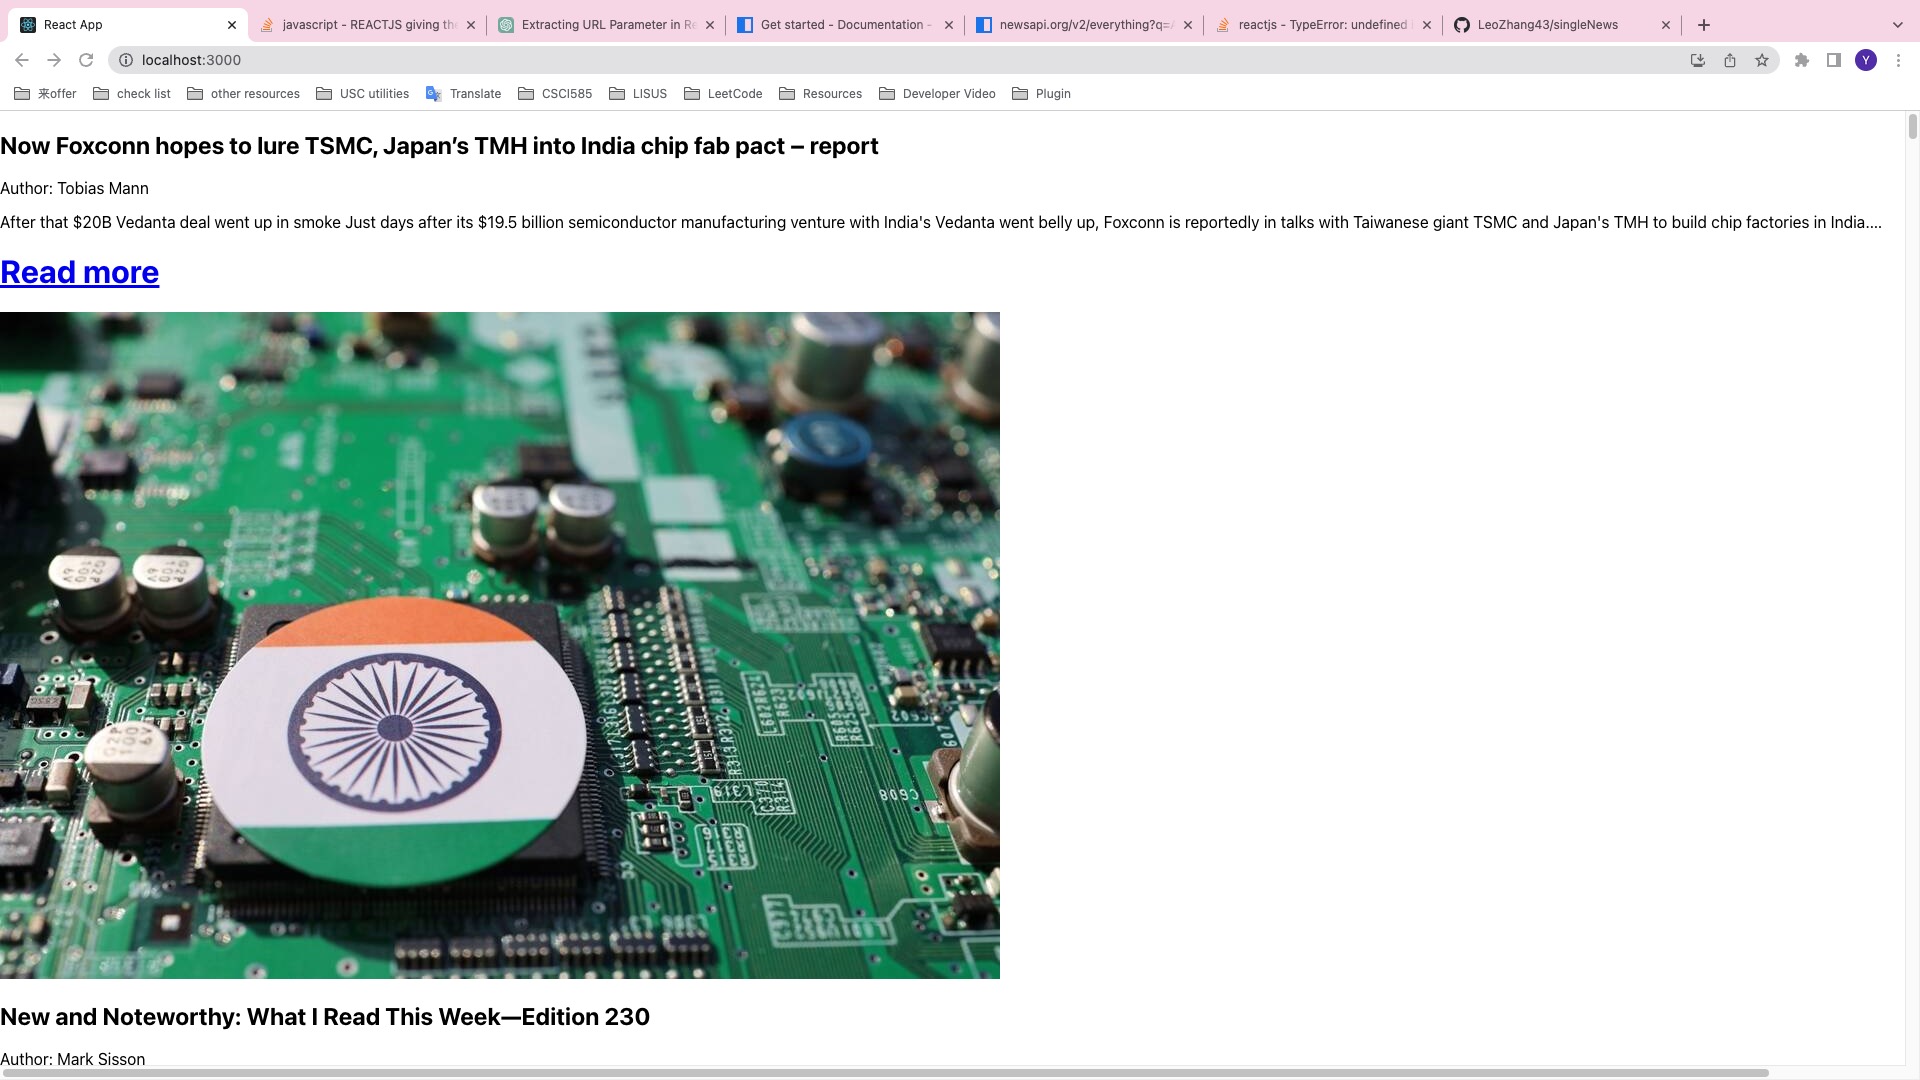 React App
javascript - REACTJS giving the
Extracting URL Parameter in Re
Get started - Documentation -
newsapi.org/v2/everything?q=
reactjs - TypeError: undefined
LeoZhang43/singleNews
localhost:3000
Y
来offer
check list
other resources
USC utilities
Translate
CSCI585
LISUS
LeetCode
Resources
Developer Video
Plugin
Now Foxconn hopes to lure TSMC, Japan’s TMH into India chip fab pact – report
Author: Tobias Mann
After that $20B Vedanta deal went up in smoke Just days after its $19.5 billion semiconductor manufacturing venture with India's Vedanta went belly up, Foxconn is reportedly in talks with Taiwanese giant TSMC and Japan's TMH to build chip factories in India....
Read more
L602R621
C608
607
New and Noteworthy: What I Read This Week—Edition 230
Author: Mark Sisson